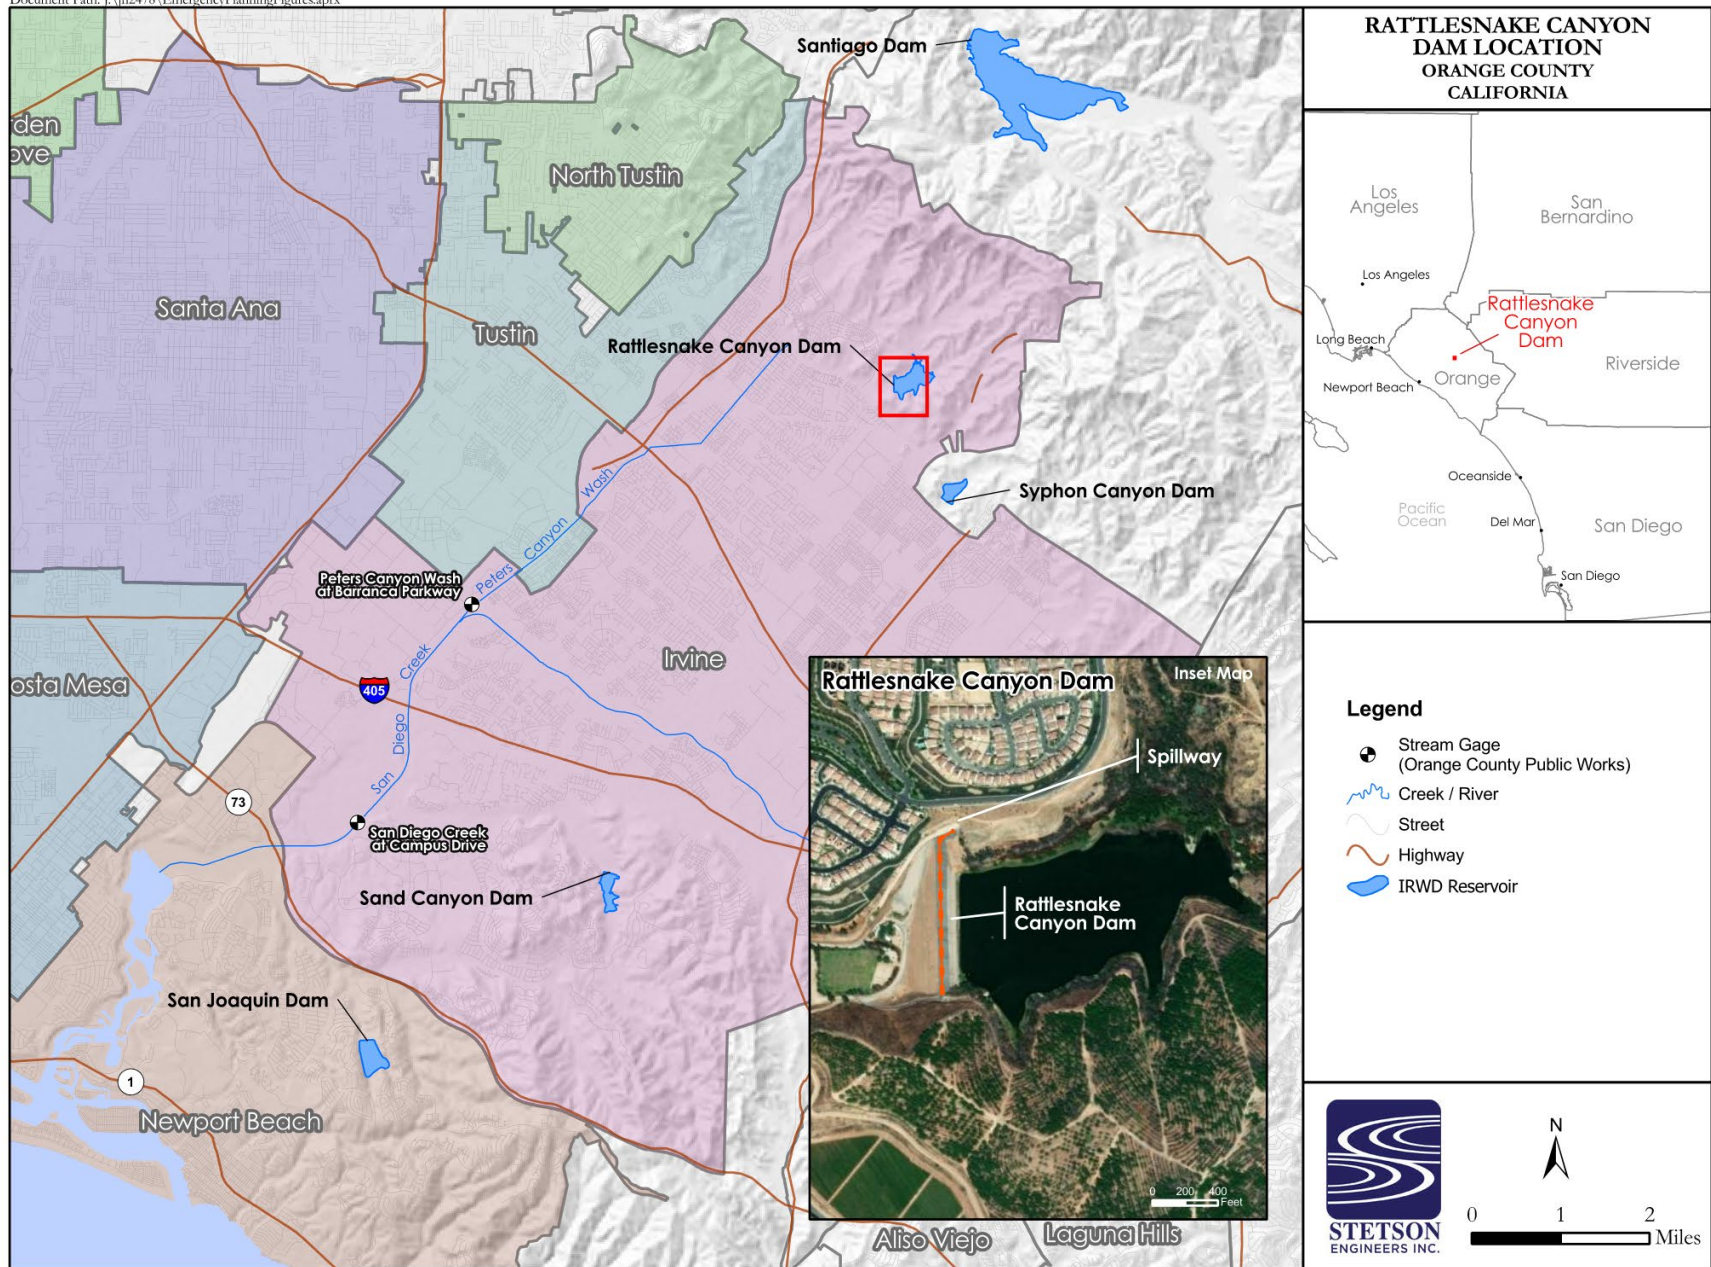 Santiago Dam
North Tustin
Santa Ana
Tustin
Rattlesnake Canyon Dam
Syphon Canyon Dam
Peters Canyon Wash
Peters Canyon Wash
at Barranca Parkway
Irvine
osta Mesa
405
San Diego Creek
73
San Diego Creek
at Campus Drive
Sand Canyon Dam
San Joaquin Dam
1
Newport Beach
Aliso Viejo
Laguna Hills
Rattlesnake Canyon Dam
Inset Map
Spillway
Rattlesnake
Canyon Dam
0 200 400
Feet
RATTLESNAKE CANYON
DAM LOCATION
ORANGE COUNTY
CALIFORNIA
Los
Angeles
San
Bernardino
Los Angeles
Rattlesnake
Canyon
Dam
Long Beach
Riverside
Newport Beach
Orange
Oceanside
Pacific
Ocean
Del Mar
San Diego
San Diego
Legend
Stream Gage
(Orange County Public Works)
Creek / River
Street
Highway
IRWD Reservoir
STETSON
ENGINEERS INC.
N
0 1 2
Miles